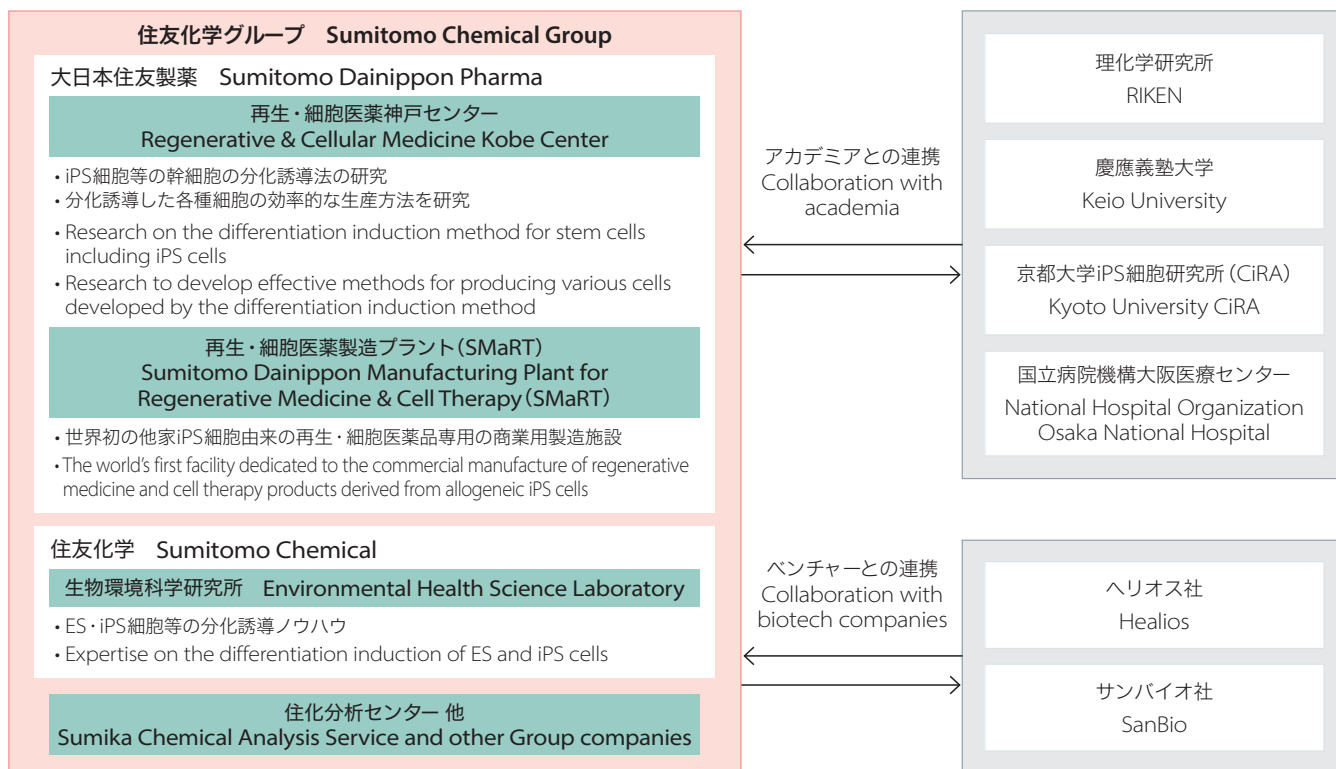 住友化学グループ Sumitomo Chemical Group
大日本住友製薬 Sumitomo Dainippon Pharma
再生・細胞医薬神戸センター
Regenerative & Cellular Medicine Kobe Center
・iPS細胞等の幹細胞の分化誘導法の研究
・分化誘導した各種細胞の効率的な生産方法を研究
・Research on the differentiation induction method for stem cells
including iPS cells
・Research to develop effective methods for producing various cells
developed by the differentiation induction method
再生・細胞医薬製造プラント(SMaRT)
Sumitomo Dainippon Manufacturing Plant for
Regenerative Medicine & Cell Therapy(SMaRT)
・世界初の他家iPS細胞由来の再生・細胞医薬品専用の商業用製造施設
・The world's first facility dedicated to the commercial manufacture of regenerative
medicine and cell therapy products derived from allogeneic iPS cells
住友化学 Sumitomo Chemical
生物環境科学研究所 Environmental Health Science Laboratory
・ES・iPS細胞等の分化誘導ノウハウ
・Expertise on the differentiation induction of ES and iPS cells
住化分析センター 他
Sumika Chemical Analysis Service and other Group companies
アカデミアとの連携
Collaboration with
academia
理化学研究所
RIKEN
慶應義塾大学
Keio University
京都大学iPS細胞研究所(CiRA)
Kyoto University CiRA
国立病院機構大阪医療センター
National Hospital Organization
Osaka National Hospital
ベンチャーとの連携
Collaboration with
biotech companies
ヘリオス社
Healios
サンバイオ社
SanBio